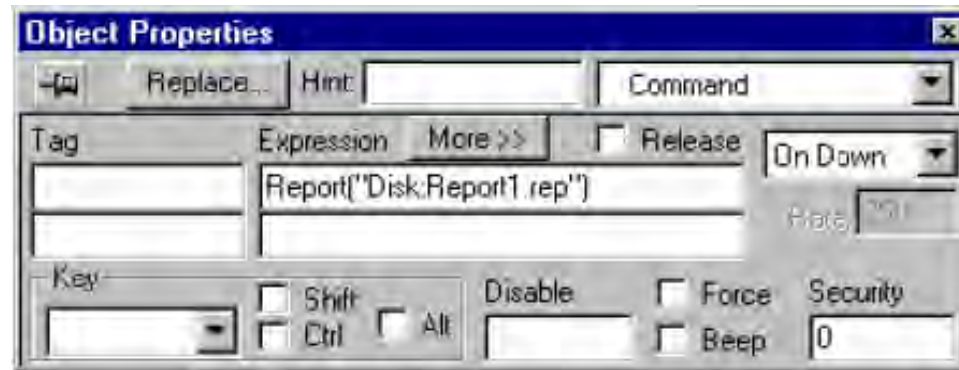 Object Properties
Replace... Hint: Command
Tag Expression More >> Release On Down
Report("Disk:Report1.rep")
Rate
Key Shift Ctrl Alt Disable Force Beep Security
0